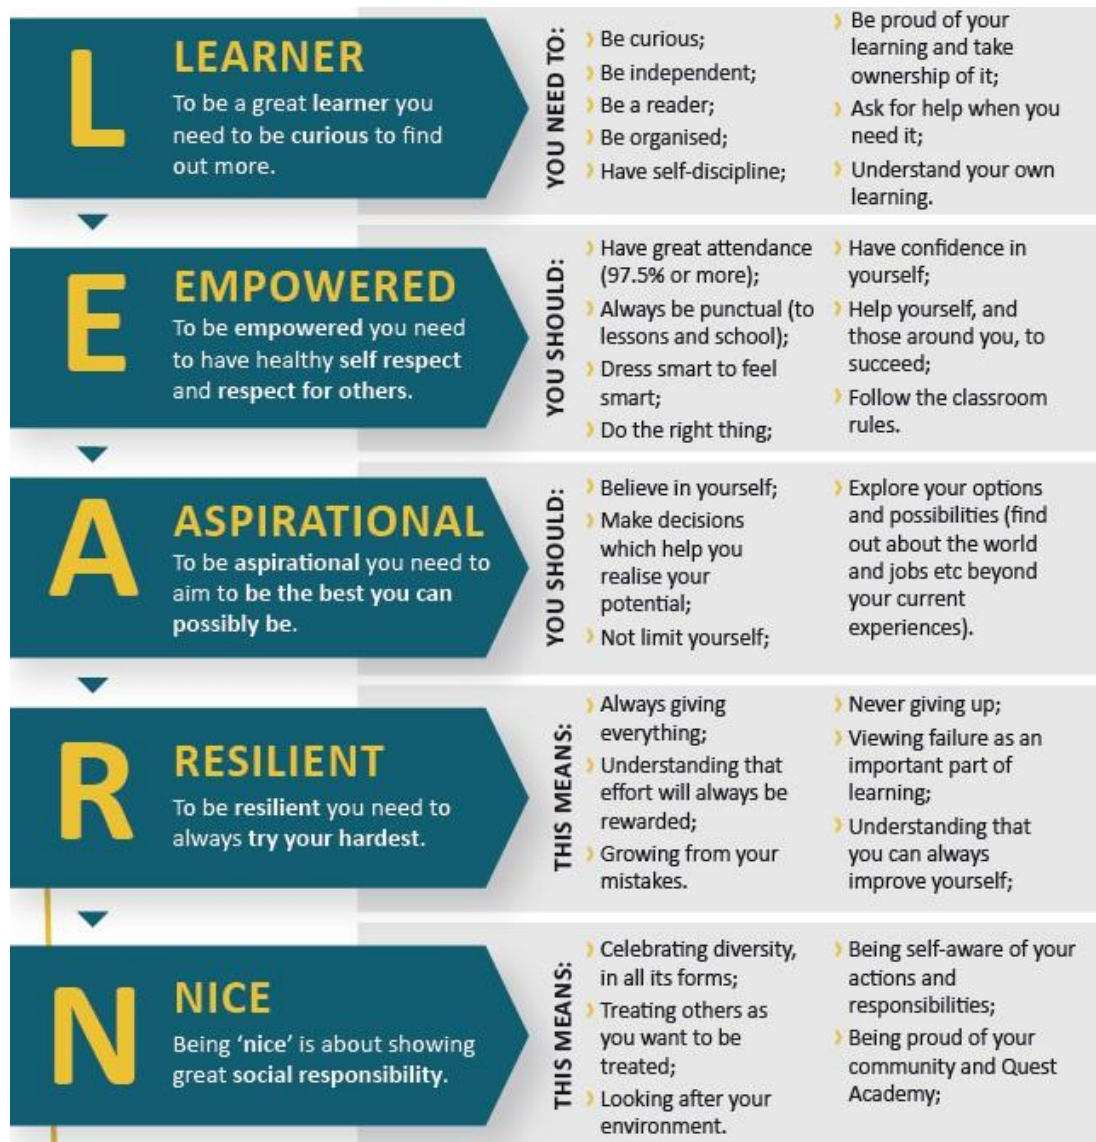 L
LEARNER
To be a great learner you
need to be curious to find
out more.
YOU NEED TO:
Be curious;
Be independent;
Be a reader;
Be organised;
Have self-discipline;
Be proud of your
learning and take
ownership of it;
Ask for help when you
need it;
Understand your own
learning.
E
EMPOWERED
To be empowered you need
to have healthy self respect
and respect for others.
YOU SHOULD:
Have great attendance
(97.5% or more);
Always be punctual (to
lessons and school);
Dress smart to feel
smart;
Do the right thing;
Have confidence in
yourself;
Help yourself, and
those around you, to
succeed;
Follow the classroom
rules.
A
ASPIRATIONAL
To be aspirational you need to
aim to be the best you can
possibly be.
YOU SHOULD:
Believe in yourself;
Make decisions
which help you
realise your
potential;
Not limit yourself;
Explore your options
and possibilities (find
out about the world
and jobs etc beyond
your current
experiences).
R
RESILIENT
To be resilient you need to
always try your hardest.
THIS MEANS:
Always giving
everything;
Understanding that
effort will always be
rewarded;
Growing from your
mistakes.
Never giving up;
Viewing failure as an
important part of
learning;
Understanding that
you can always
improve yourself;
N
NICE
Being ‘nice’ is about showing
great social responsibility.
THIS MEANS:
Celebrating diversity,
in all its forms;
Treating others as
you want to be
treated;
Looking after your
environment.
Being self-aware of your
actions and
responsibilities;
Being proud of your
community and Quest
Academy;